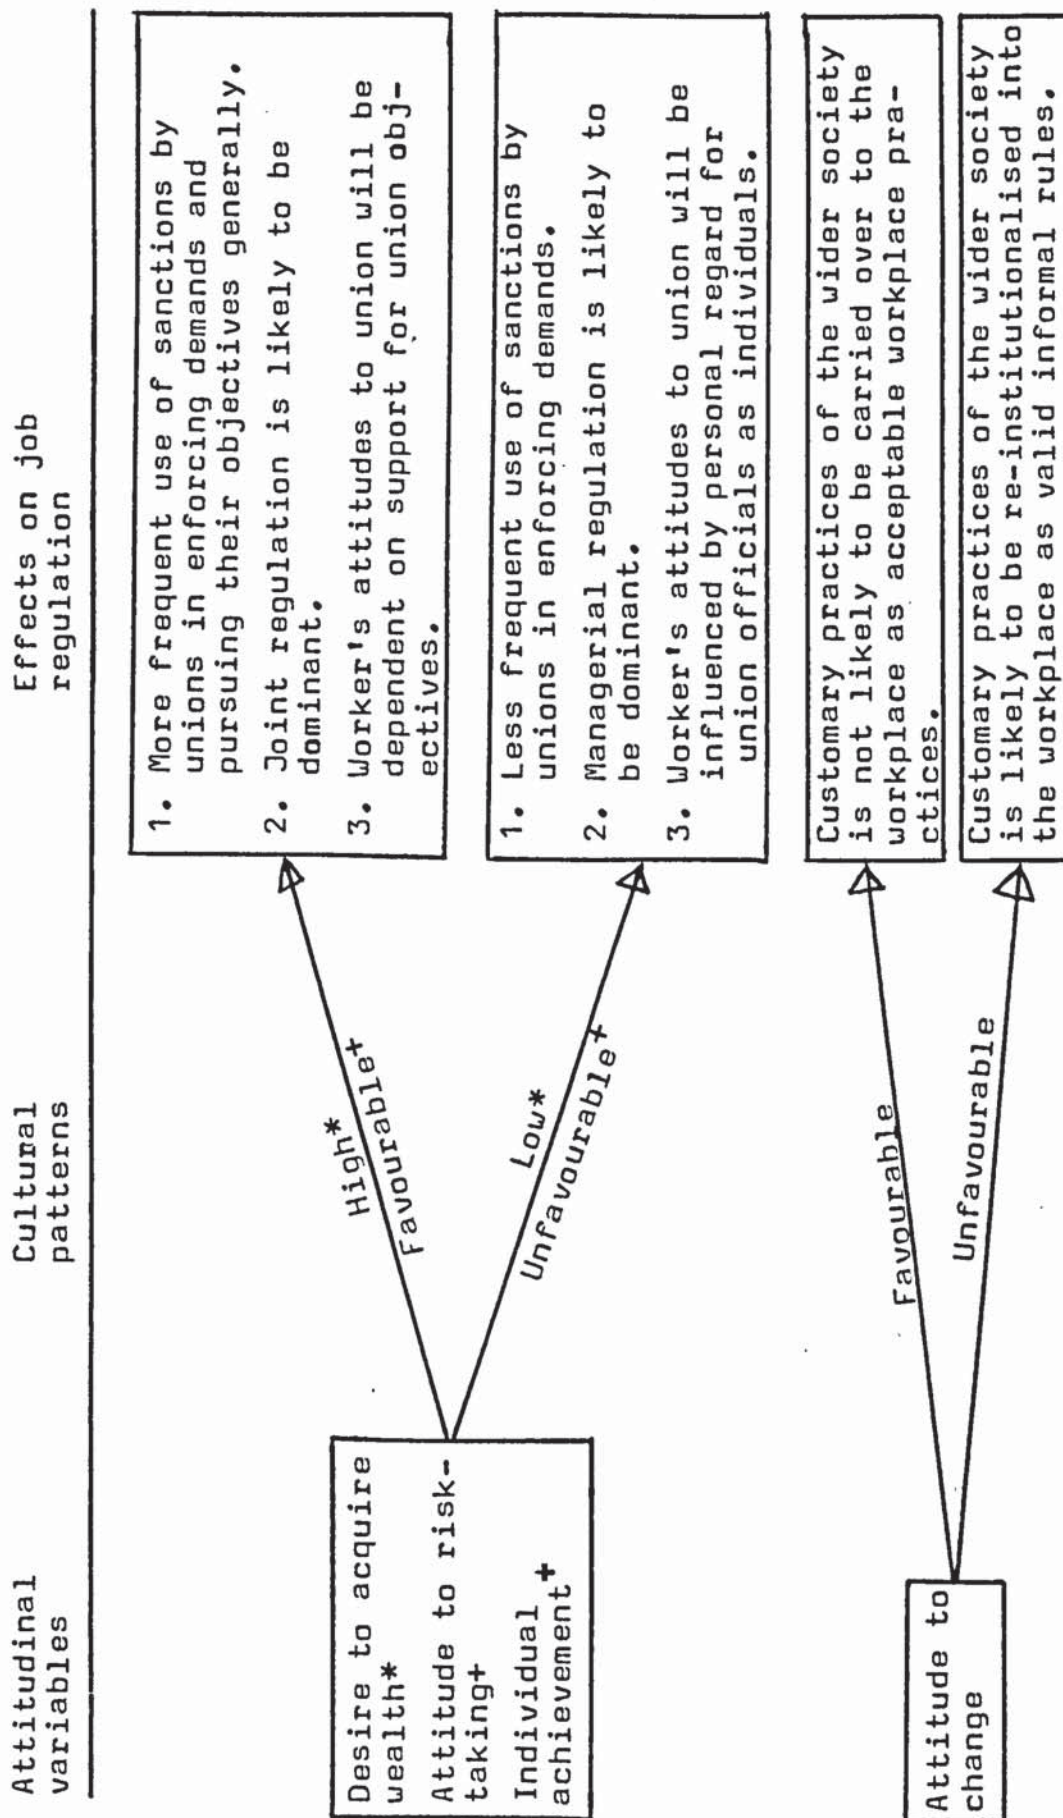 Attitudinal
variables
Cultural
patterns
Effects on job
regulation
Desire to acquire
wealth*
Attitude to risk-
taking+
Individual
achievement+
High*
Favourable+
Low*
Unfavourable+
1. More frequent use of sanctions by
unions in enforcing demands and
pursuing their objectives generally.
2. Joint regulation is likely to be
dominant.
3. Worker's attitudes to union will be
dependent on support for union obj-
ectives.
1. Less frequent use of sanctions by
unions in enforcing demands.
2. Managerial regulation is likely to
be dominant.
3. Worker's attitudes to union will be
influenced by personal regard for
union officials as individuals.
Attitude to
change
Favourable
Unfavourable
Customary practices of the wider society
is not likely to be carried over to the
workplace as acceptable workplace pra-
ctices.
Customary practices of the wider society
is likely to be re-institutionalised into
the workplace as valid informal rules.